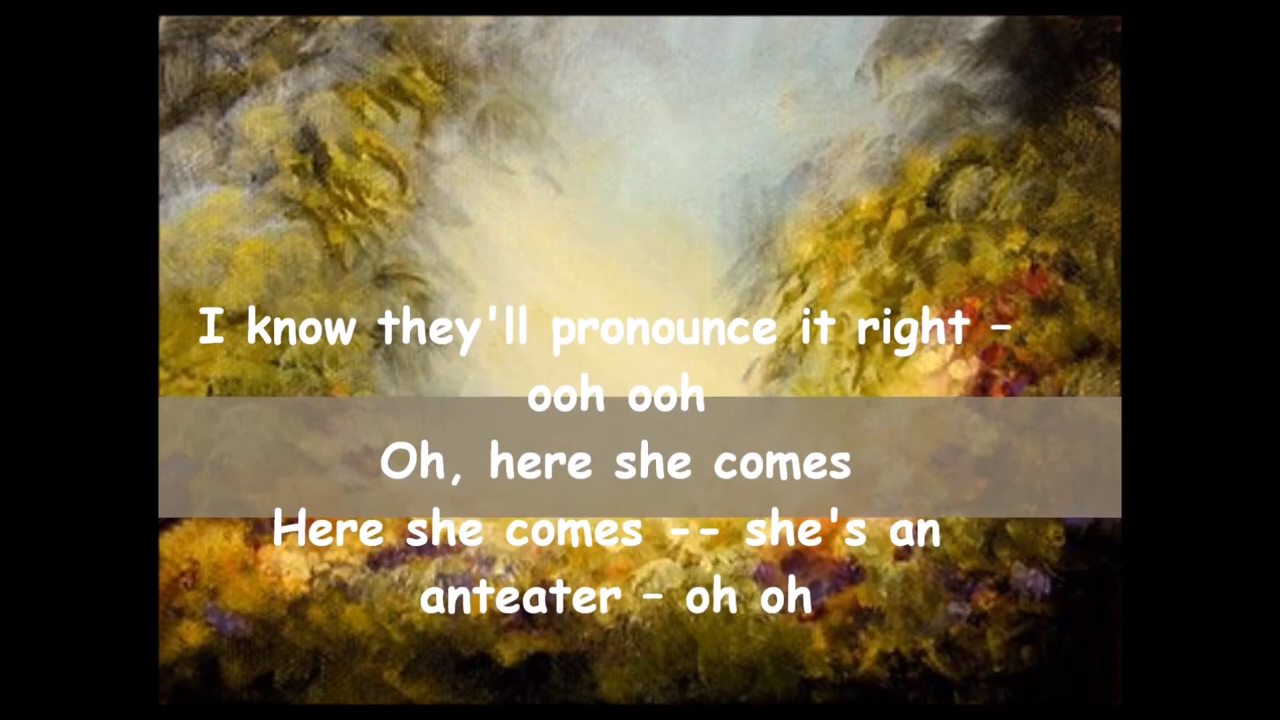 I know they'll pronounce it right –
ooh ooh
Oh, here she comes
Here she comes -- she's an
anteater – oh oh